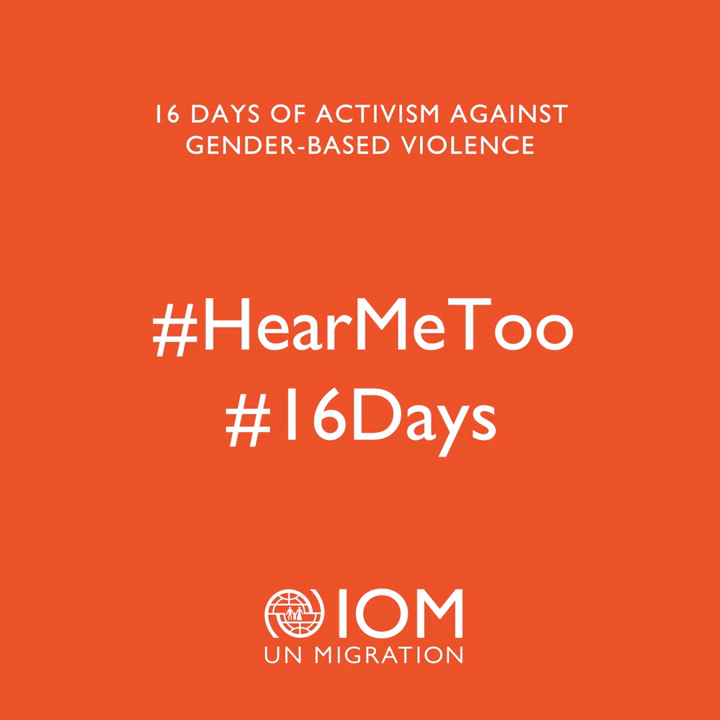 16 DAYS OF ACTIVISM AGAINST
GENDER-BASED VIOLENCE
#HearMeToo
#16Days
IOM
UN MIGRATION